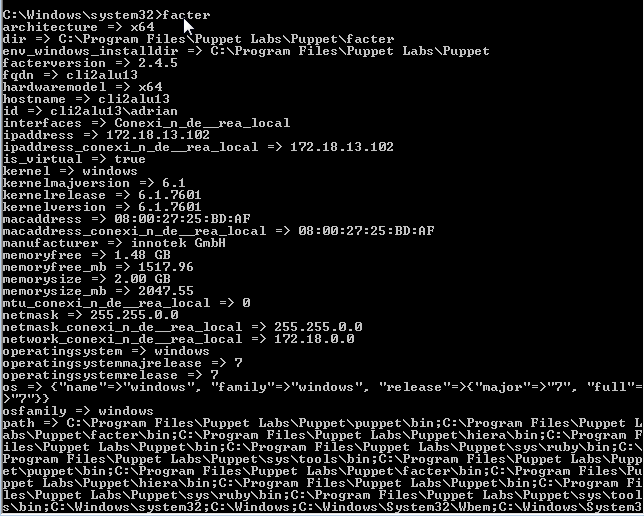 C:\Windows\system32>facter
architecture => x64
dir => C:\Program Files\Puppet Labs\Puppet\facter
env_windows_installdir => C:\Program Files\Puppet Labs\Puppet
facterversion => 2.4.5
fqdn => cli2alu13
hardwaremodel => x64
hostname => cli2alu13
id => cli2alu13\adrian
interfaces => Conexi_n_de__rea_local
ipaddress => 172.18.13.102
ipaddress_conexi_n_de__rea_local => 172.18.13.102
is_virtual => true
kernel => windows
kernelmajversion => 6.1
kernelrelease => 6.1.7601
kernelversion => 6.1.7601
macaddress => 08:00:27:25:BD:AF
macaddress_conexi_n_de__rea_local => 08:00:27:25:BD:AF
manufacturer => innotek GmbH
memoryfree => 1.48 GB
memoryfree_mb => 1517.96
memorysize => 2.00 GB
memorysize_mb => 2047.55
mtu_conexi_n_de__rea_local => 0
netmask => 255.255.0.0
netmask_conexi_n_de__rea_local => 255.255.0.0
network_conexi_n_de__rea_local => 172.18.0.0
operatingsystem => windows
operatingsystemmajrelease => 7
operatingsystemrelease => 7
os => {"name"=>"windows", "family"=>"windows", "release"=>{"major"=>"7", "full"=
>"7"}}
osfamily => windows
path => C:\Program Files\Puppet Labs\Puppet\puppet\bin;C:\Program Files\Puppet L
abs\Puppet\facter\bin;C:\Program Files\Puppet Labs\Puppet\hiera\bin;C:\Program F
iles\Puppet Labs\Puppet\bin;C:\Program Files\Puppet Labs\Puppet\sys\ruby\bin;C:\
Program Files\Puppet Labs\Puppet\sys\tools\bin;C:\Program Files\Puppet Labs\Pupp
et\puppet\bin;C:\Program Files\Puppet Labs\Puppet\facter\bin;C:\Program Files\Pu
ppet Labs\Puppet\hiera\bin;C:\Program Files\Puppet Labs\Puppet\bin;C:\Program Fi
les\Puppet Labs\Puppet\sys\ruby\bin;C:\Program Files\Puppet Labs\Puppet\sys\tool
s\bin;C:\Windows\system32;C:\Windows;C:\Windows\System32\Wbem;C:\Windows\System3